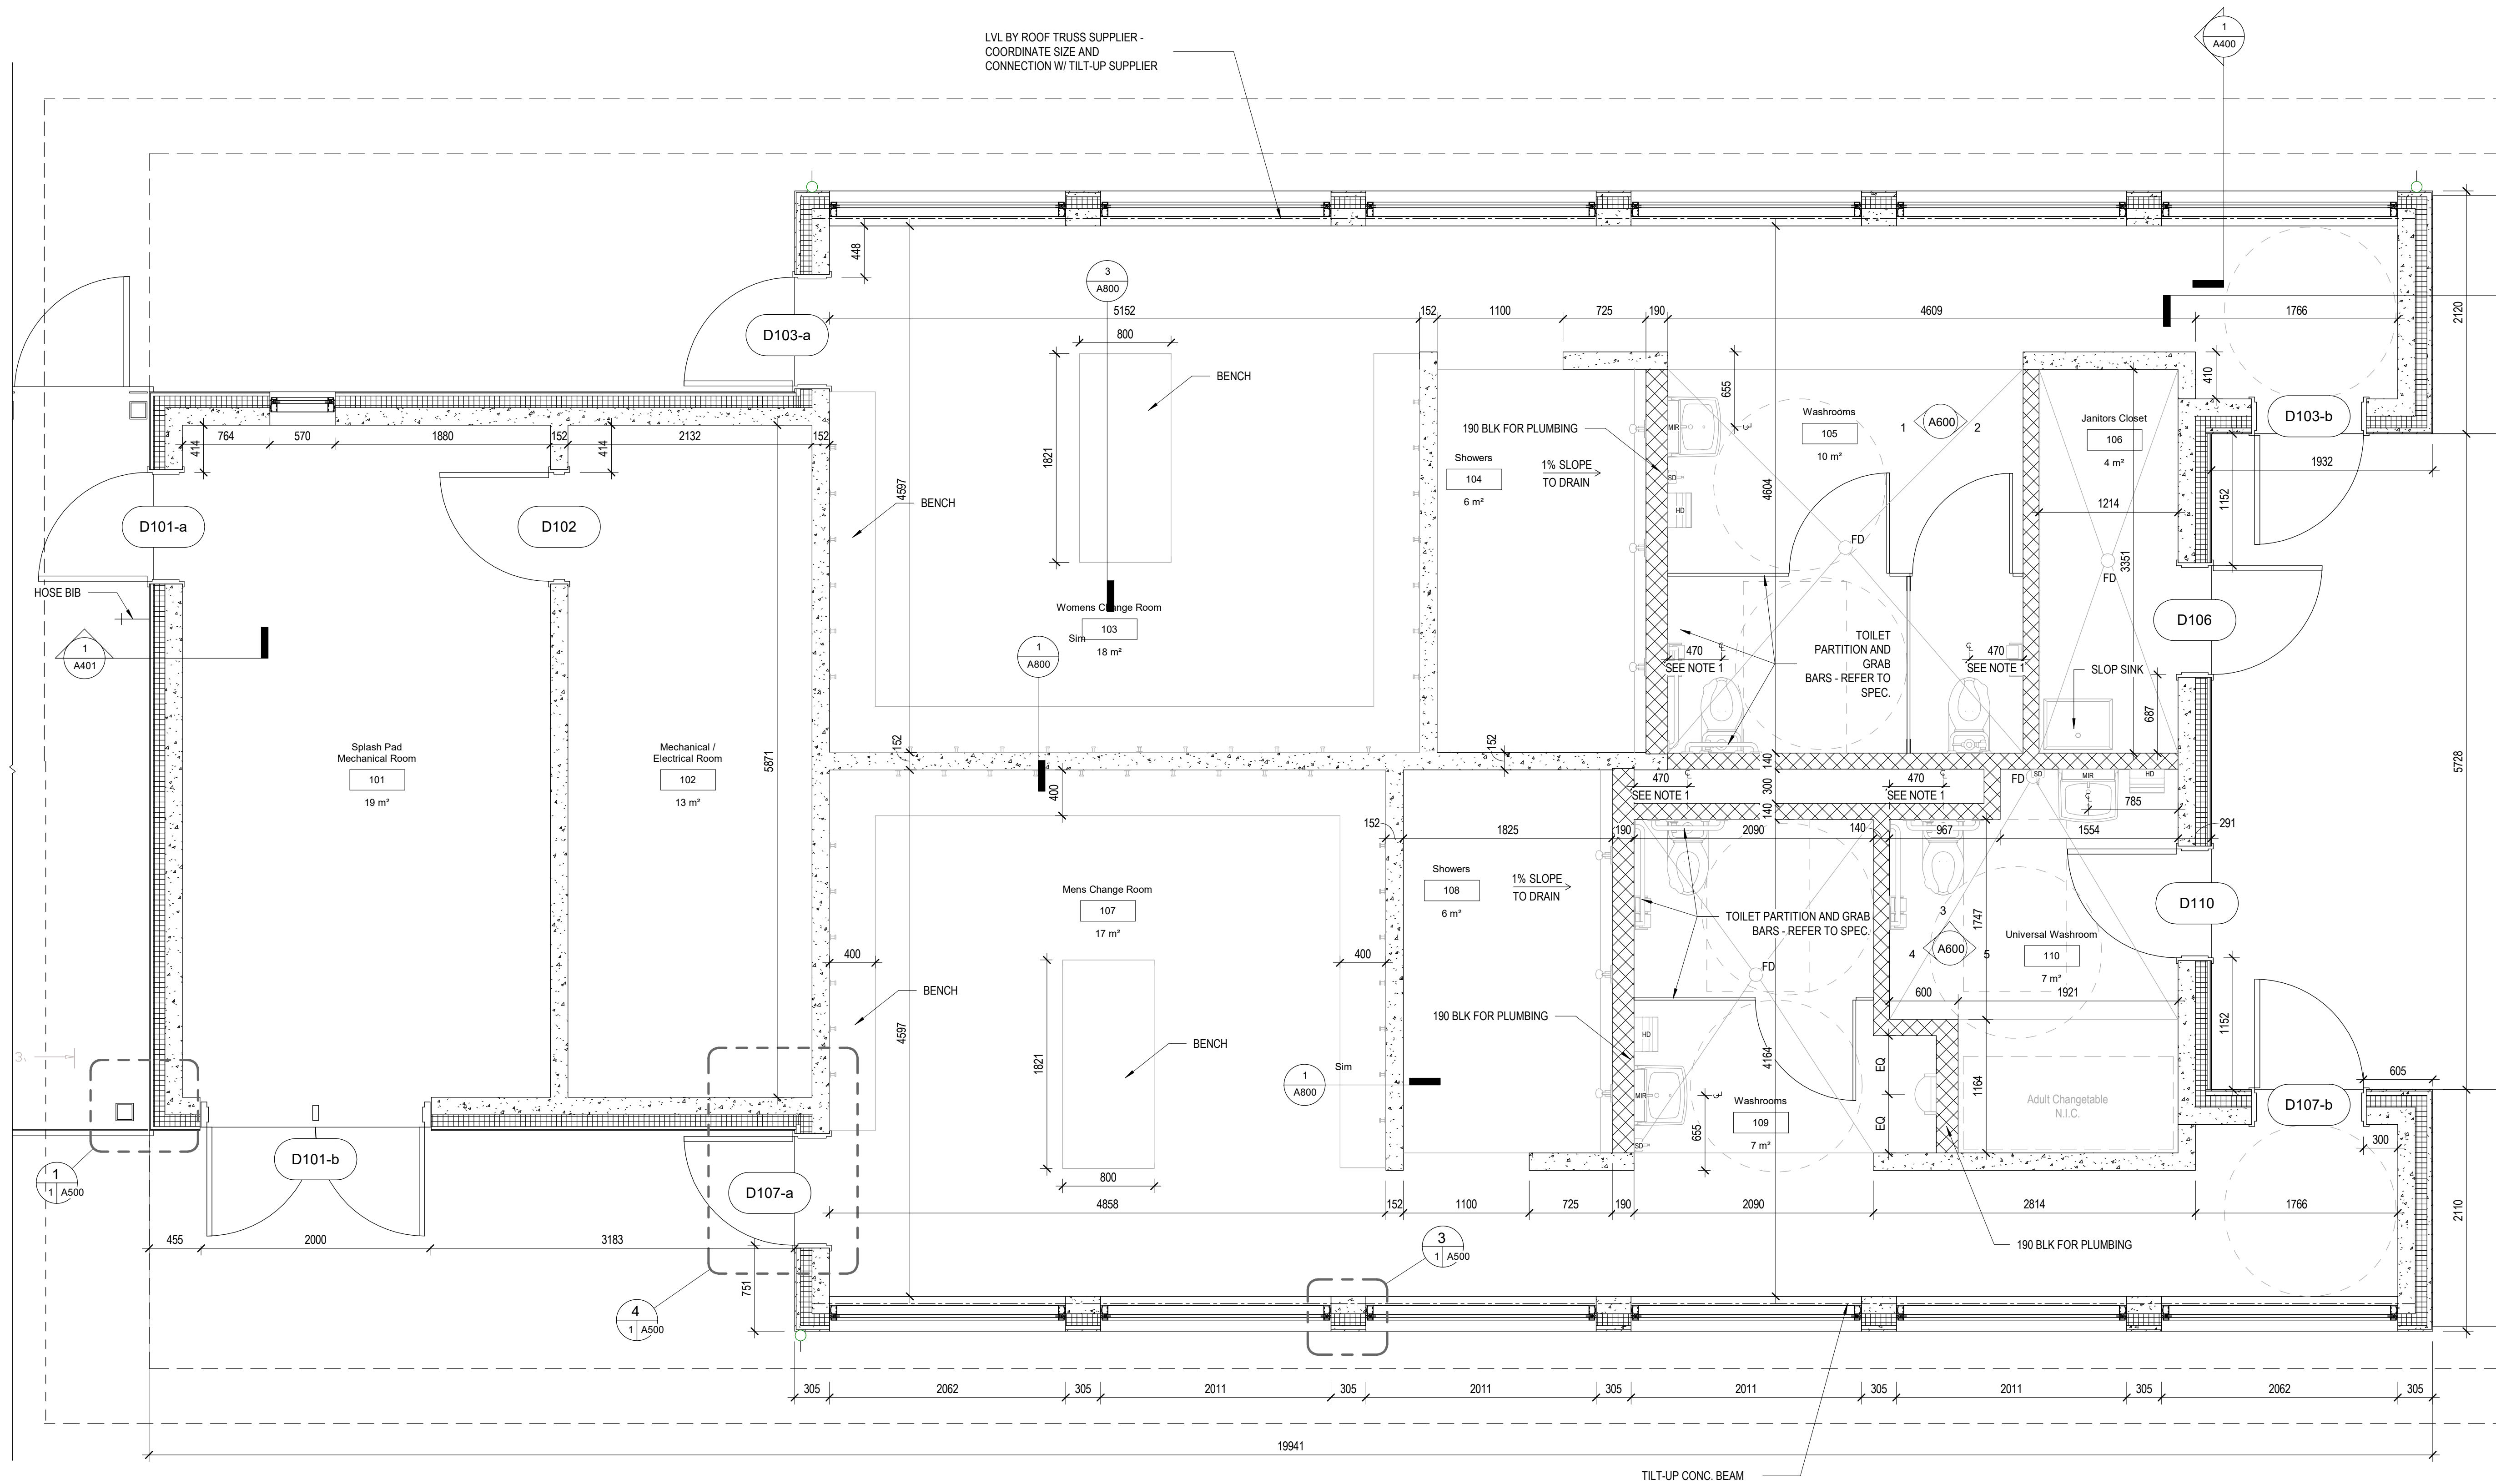 LVL BY ROOF TRUSS SUPPLIER -
COORDINATE SIZE AND
CONNECTION W/ TILT-UP SUPPLIER
1
A400
448
3
A800
D103-a
5152
152
1100
725
190
4609
1766
2120
800
BENCH
655
410
D103-b
764
570
1880
152
2132
152
414
414
1821
190 BLK FOR PLUMBING
MIR
Washrooms
105
10 m²
1
A600
2
Janitors Closet
106
4 m²
Showers
104
6 m²
1% SLOPE
TO DRAIN
SD
HD
1932
1152
4597
4604
1214
BENCH
D101-a
D102
FD
3351
FD
HOSE BIB
D106
1
A401
Womens Change Room
103
18 m²
Sim
1
A800
470
SEE NOTE 1
TOILET
PARTITION AND
GRAB
BARS - REFER TO
SPEC.
470
SEE NOTE 1
SLOP SINK
687
Splash Pad
Mechanical Room
101
19 m²
Mechanical /
Electrical Room
102
13 m²
5871
152
152
140
300
140
5728
400
470
SEE NOTE 1
470
SEE NOTE 1
FD
SD
MIR
HD
785
152
1825
190
2090
140
967
1554
291
Showers
108
6 m²
1% SLOPE
TO DRAIN
Mens Change Room
107
17 m²
D110
TOILET PARTITION AND GRAB
BARS - REFER TO SPEC.
1747
3
4
A600
5
Universal Washroom
110
7 m²
400
400
FD
BENCH
600
1921
1152
4597
190 BLK FOR PLUMBING
HD
BENCH
1821
4164
EQ
EQ
1164
605
Sim
1
A800
MIR
Washrooms
109
7 m²
655
SD
Adult Changetable
N.I.C.
D107-b
300
D101-b
1
1 A500
D107-a
800
4858
152
1100
725
190
2090
2814
1766
2110
455
2000
3183
3
1 A500
190 BLK FOR PLUMBING
751
4
1 A500
305
2062
305
2011
305
2011
305
2011
305
2011
305
2062
305
19941
TILT-UP CONC. BEAM